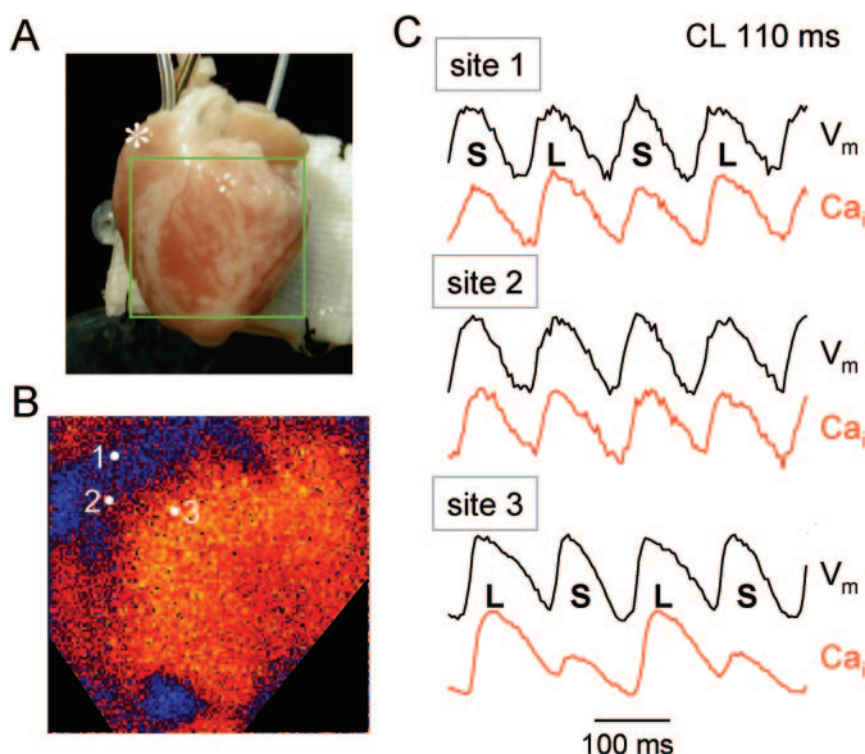 A
*
B
1
2
3
C
CL 110 ms
site 1
Vm
S L S L
Cai
site 2
Vm
Cai
site 3
Vm
L S L S
Cai
100 ms